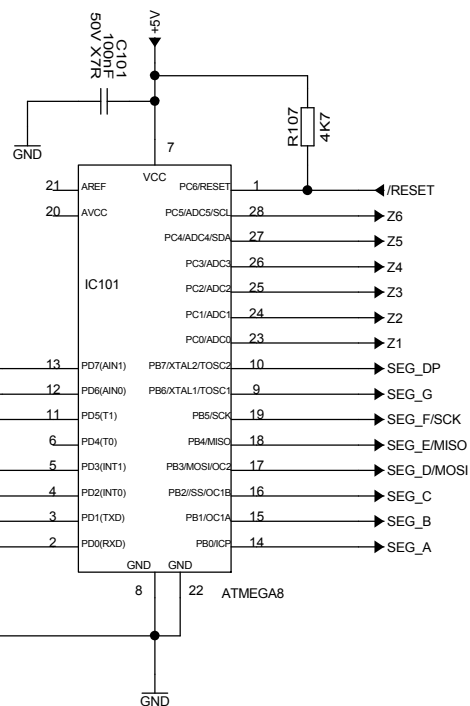 +5V
C101
100nF
50V X7R
GND
R107
4K7
7
VCC
21 AREF PC6/RESET 1 /RESET
20 AVCC PC5/ADC5/SCL 28 Z6
PC4/ADC4/SDA 27 Z5
PC3/ADC3 26 Z4
IC101 PC2/ADC2 25 Z3
PC1/ADC1 24 Z2
PC0/ADC0 23 Z1
13 PD7(AIN1) PB7/XTAL2/TOSC2 10 SEG_DP
12 PD6(AIN0) PB6/XTAL1/TOSC1 9 SEG_G
11 PD5(T1) PB5/SCK 19 SEG_F/SCK
6 PD4(T0) PB4/MISO 18 SEG_E/MISO
5 PD3(INT1) PB3/MOSI/OC2 17 SEG_D/MOSI
4 PD2(INT0) PB2//SS/OC1B 16 SEG_C
3 PD1(TXD) PB1/OC1A 15 SEG_B
2 PD0(RXD) PB0/ICP 14 SEG_A
GND GND
8 22 ATMEGA8
GND